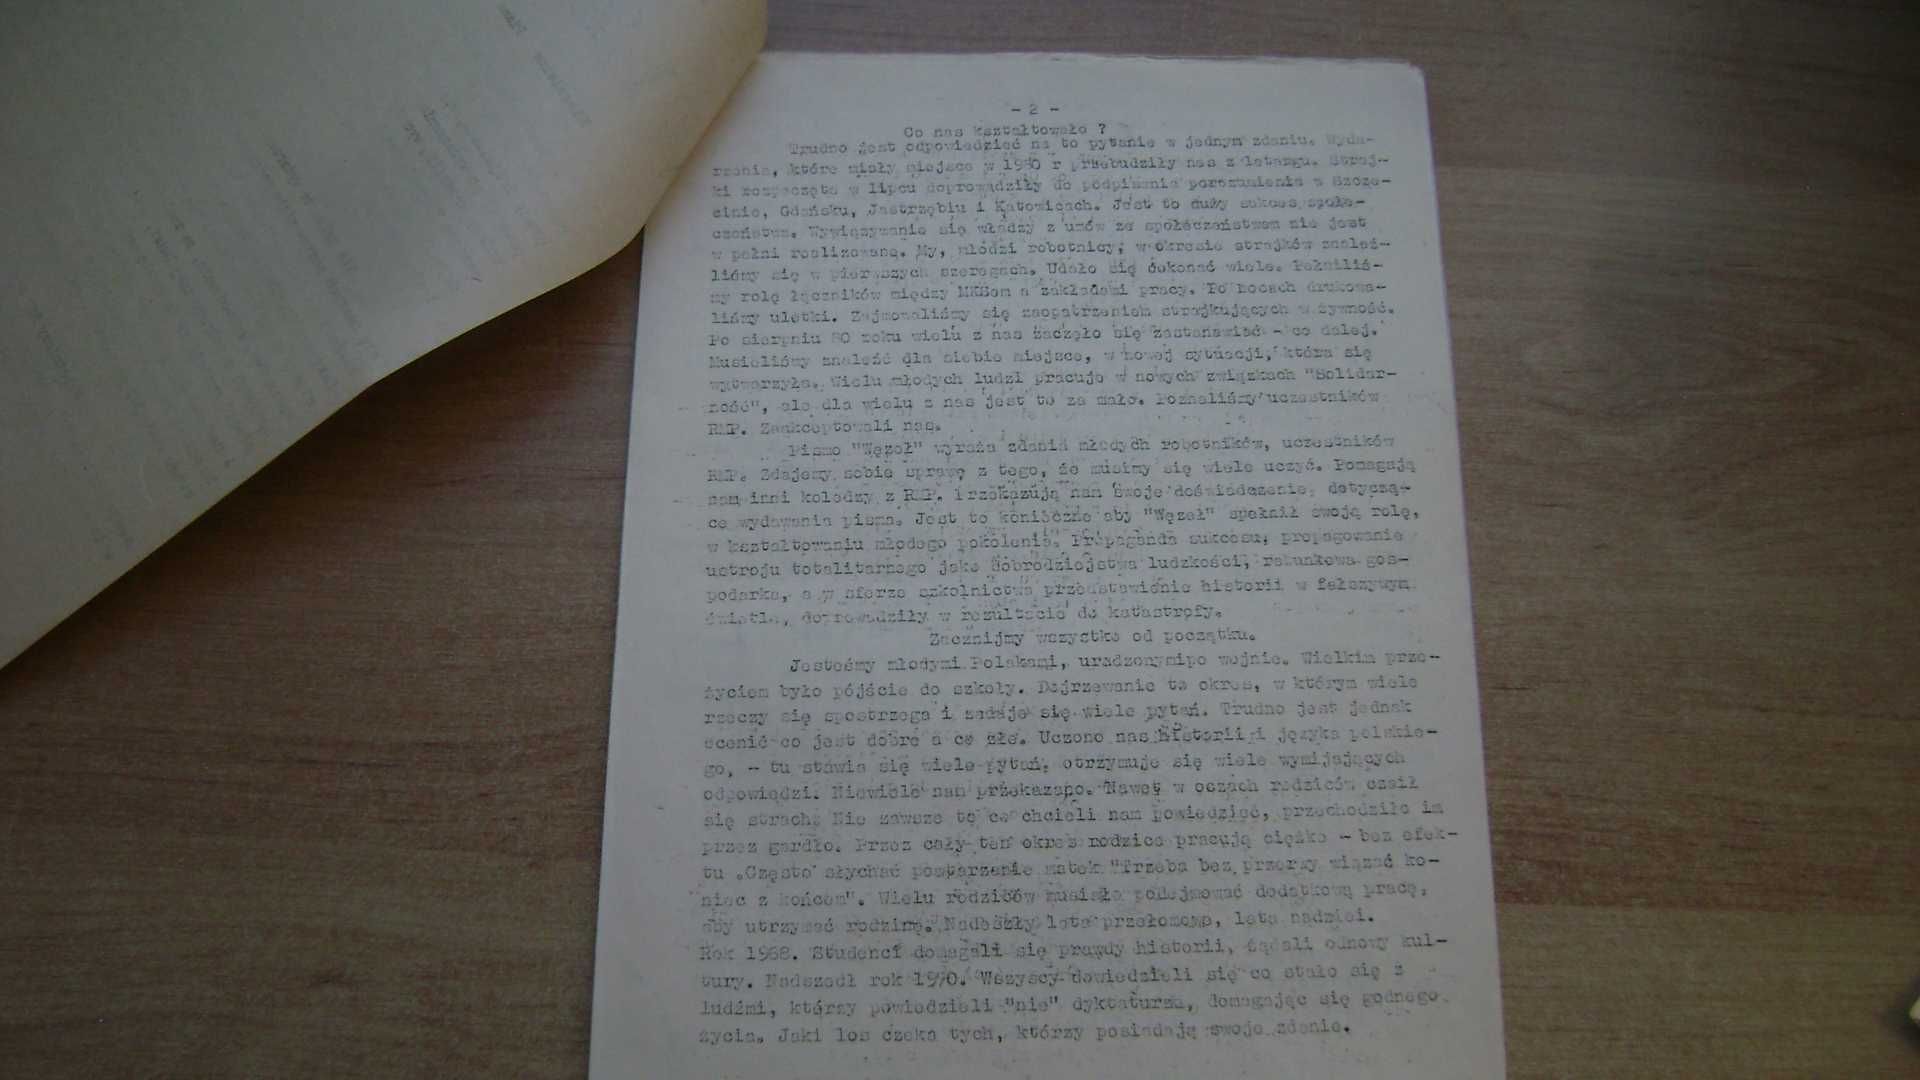 - 2 -
Co nas kształtowało ?
Trudno jest odpowiedzieć na to pytanie w jednym zdaniu. Wyda-
rzenia, które miały miejsce w 1980 r przebudziły nas z letargu. Straj-
ki rozpoczęte w lipcu doprowadziły do podpisania porozumienia w Szcze-
cinie, Gdańsku, Jastrzębiu i Katowicach. Jest to duży sukces społe-
czeństwa. Wywiązywanie się władzy z umów ze społeczeństwem nie jest
w pełni realizowane. My, młodzi robotnicy, w okresie strajków znaleź-
liśmy się w pierwszych szeregach. Udało się dokonać wiele. Pełniliś-
my rolę łączników między MKSem a zakładami pracy. Po nocach drukowa-
liśmy ulotki. Zajmowaliśmy się zaopatrzeniem strajkujących w żywność.
Po sierpniu 80 roku wielu z nas zaczęło się zastanawiać - co dalej.
Musieliśmy znaleźć dla siebie miejsce, w nowej sytuacji, która się
wytworzyła. Wielu młodych ludzi pracuje w nowych związkach "Solidar-
ność", ale dla wielu z nas jest to za mało. Poznaliśmy uczestników
RMP. Zaakceptowali nas.
Pismo "Węzeł" wyraża zdania młodych robotników, uczestników
RMP. Zdajemy sobie sprawę z tego, że musimy się wiele uczyć. Pomagają
nam inni koledzy z RMP. Przekazują nam swoje doświadczenie, dotyczą-
ce wydawania pisma. Jest to konieczne aby "Węzeł" spełnił swoją rolę,
w kształtowaniu młodego pokolenia. Propaganda sukcesu, propagowanie
ustroju totalitarnego jako dobrodziejstwa ludzkości, rabunkowa gos-
podarka, a w sferze szkolnictwa przedstawienie historii w fałszywym
świetle, doprowadziły w rezultacie do katastrofy.
Zacznijmy wszystko od początku.
Jesteśmy młodymi Polakami, uradzonymipo wojnie. Wielkim prze-
życiem było pójście do szkoły. Dojrzewanie to okres, w którym wiele
rzeczy się spostrzega i zadaje się wiele pytań. Trudno jest jednak
ocenić co jest dobre a co złe. Uczono nas historii i języka polskie-
go, - tu stawia się wiele pytań, otrzymuje się wiele wymijających
odpowiedzi. Niewiele nam przekazano. Nawet w oczach rodziców czaił
się strach. Nie zawsze to co chcieli nam powiedzieć, przechodziło im
przez gardło. Przez cały ten okres rodzice pracują ciężko - bez efek-
tu .Często słychać powtarzanie matek "Trzeba bez przerwy wiązać ko-
niec z końcem". Wielu rodziców musiało podejmować dodatkową pracę,
aby utrzymać rodzinę. Nadeszły lata przełomowe, lata nadziei.
Rok 1968. Studenci domagali się prawdy historii, żądali odnowy kul-
tury. Nadszedł rok 1970. Wszyscy dowiedzieli się co stało się z
ludźmi, którzy powiedzieli "nie" dyktaturze, domagając się godnego
życia. Jaki los czeka tych, którzy posiadają swoje zdanie.